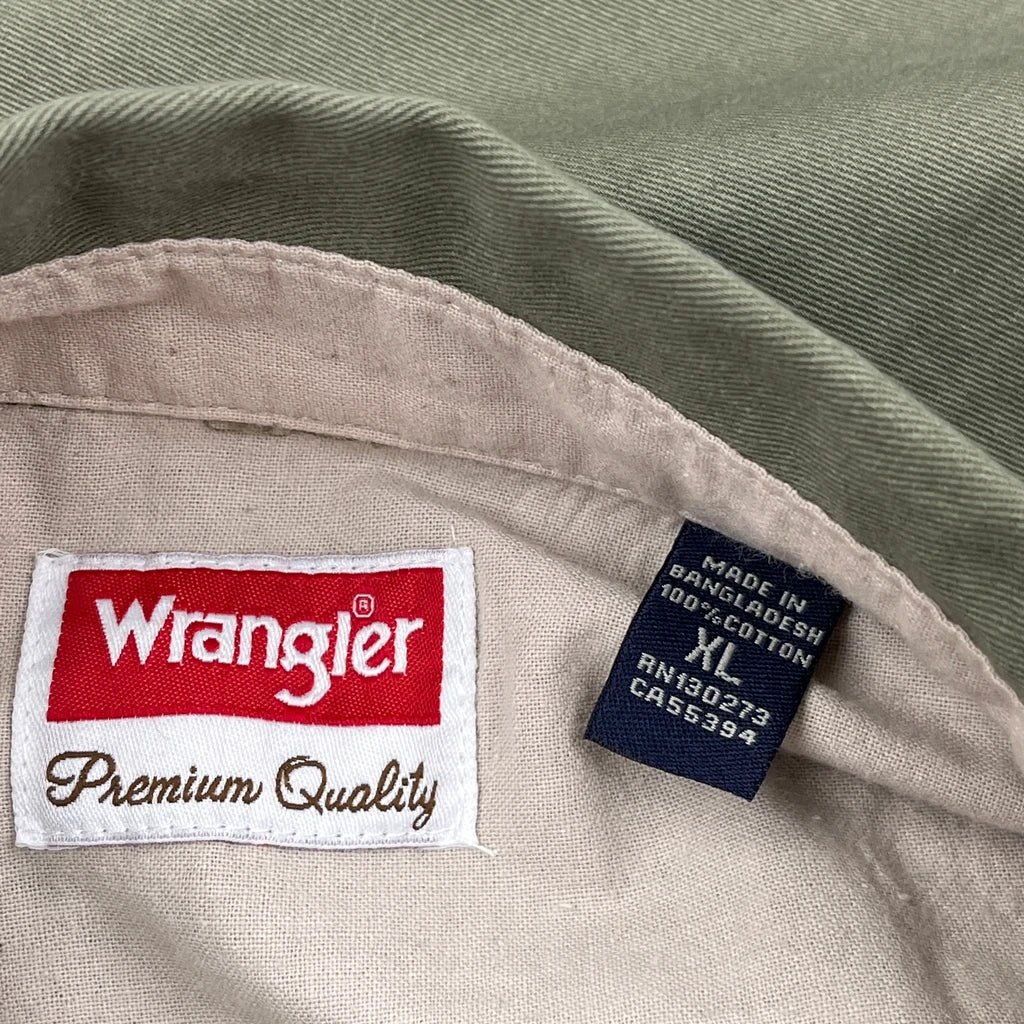 Wrangler®
Premium Quality
MADE IN
BANGLADESH
100% COTTON
XL
RN130273
CA55394